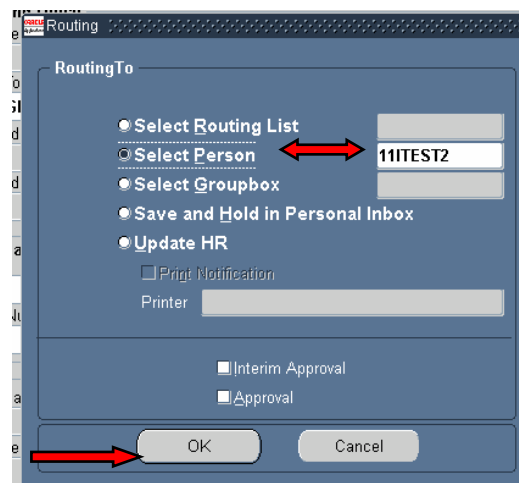 Routing
RoutingTo
Select Routing List
Select Person 11ITEST2
Select Groupbox
Save and Hold in Personal Inbox
Update HR
Print Notification
Printer
Interim Approval
Approval
OK Cancel